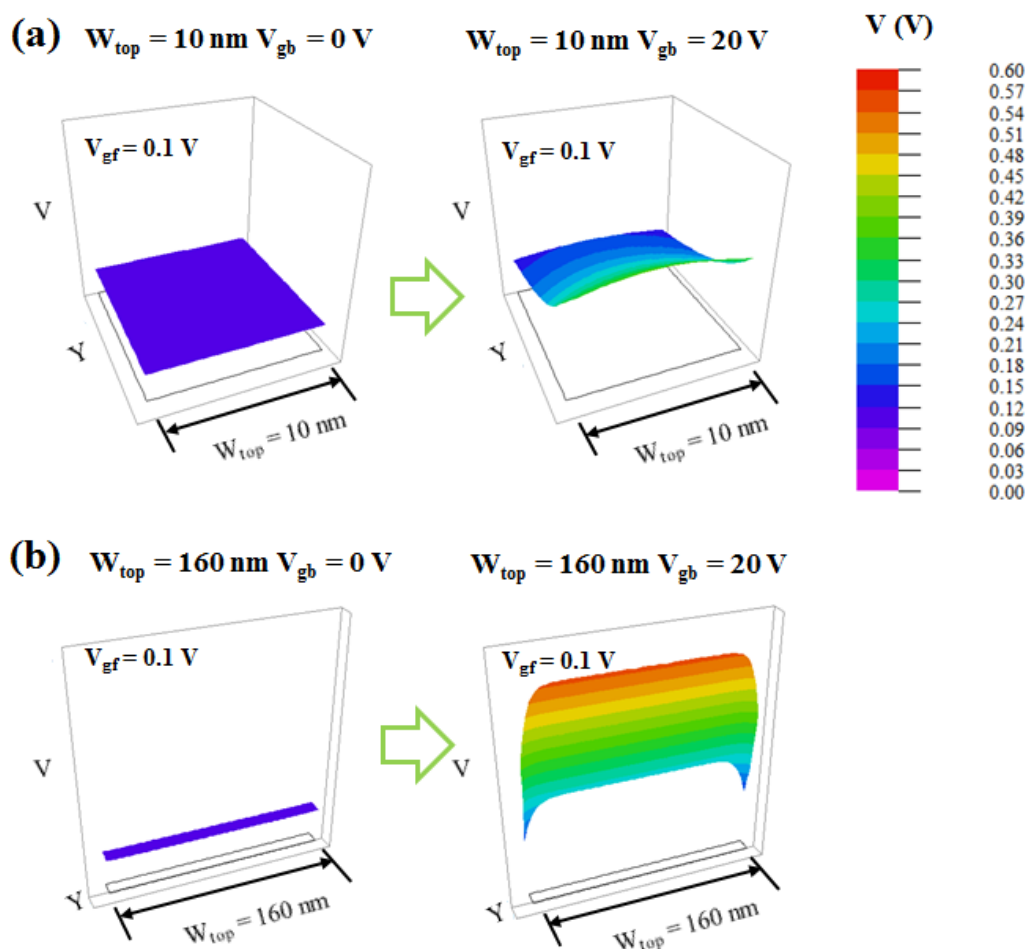 (a) W_top = 10 nm V_gb = 0 V
W_top = 10 nm V_gb = 20 V
V (V)
V_gf = 0.1 V
V
Y
W_top = 10 nm
V_gf = 0.1 V
V
Y
W_top = 10 nm
0.60
0.57
0.54
0.51
0.48
0.45
0.42
0.39
0.36
0.33
0.30
0.27
0.24
0.21
0.18
0.15
0.12
0.09
0.06
0.03
0.00
(b) W_top = 160 nm V_gb = 0 V
W_top = 160 nm V_gb = 20 V
V_gf = 0.1 V
V
Y
W_top = 160 nm
V_gf = 0.1 V
V
Y
W_top = 160 nm